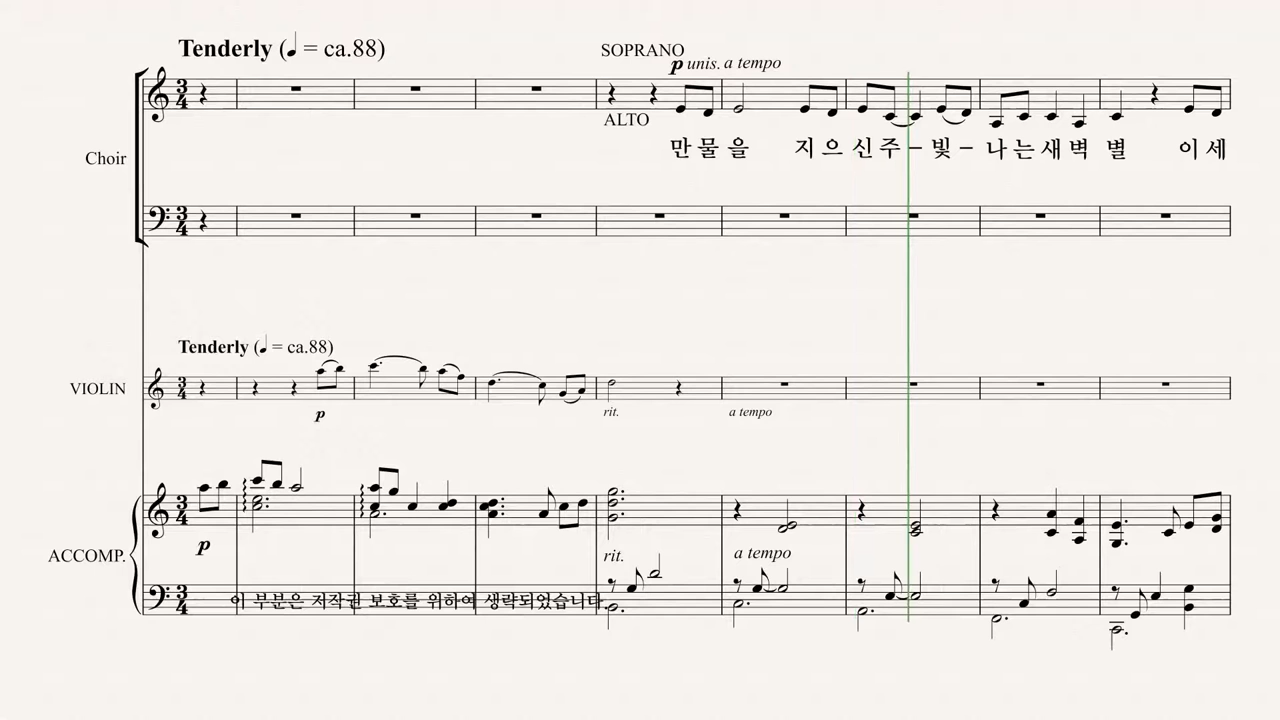 Tenderly (♩ = ca.88)
SOPRANO
p unis. a tempo
ALTO
Choir
만 물 을 지 으 신 주 – 빛 – 나 는 새 벽 별 이 세
Tenderly (♩ = ca.88)
VIOLIN
p
rit.
a tempo
p
rit.
a tempo
ACCOMP.
이 부분은 저작권 보호를 위하여 생략되었습니다.